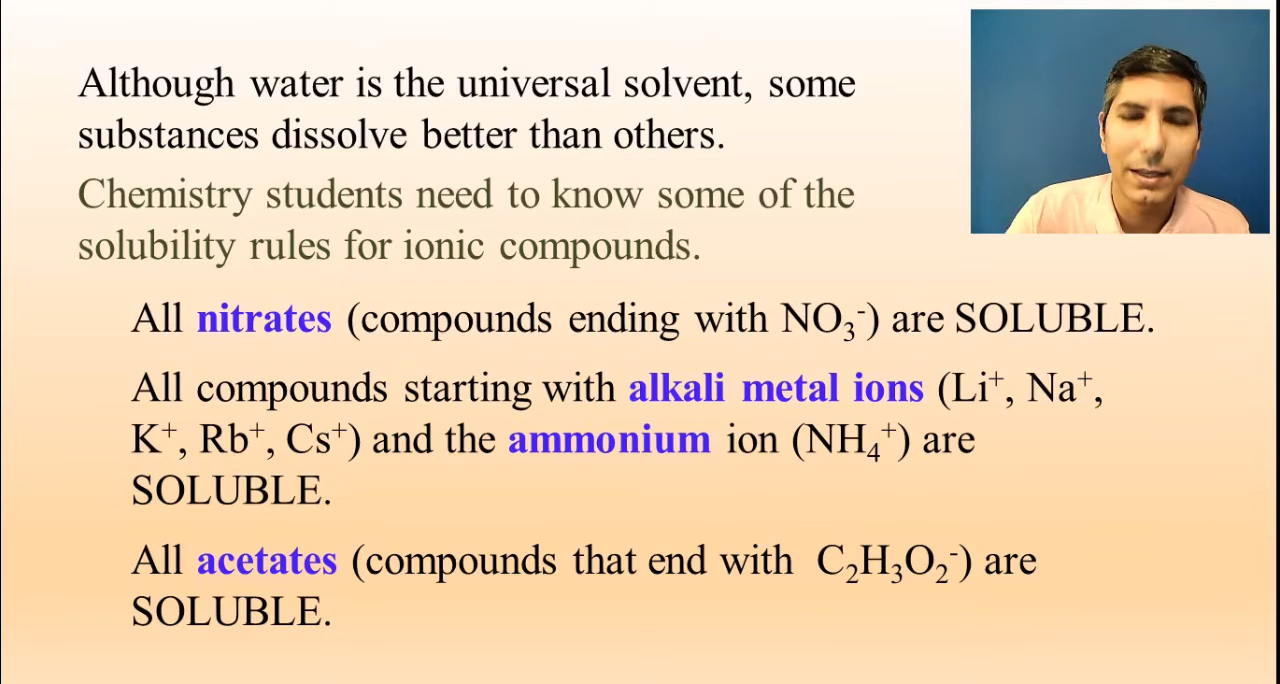 Although water is the universal solvent, some
substances dissolve better than others.
Chemistry students need to know some of the
solubility rules for ionic compounds.
All nitrates (compounds ending with NO₃⁻) are SOLUBLE.
All compounds starting with alkali metal ions (Li⁺, Na⁺,
K⁺, Rb⁺, Cs⁺) and the ammonium ion (NH₄⁺) are
SOLUBLE.
All acetates (compounds that end with C₂H₃O₂⁻) are
SOLUBLE.